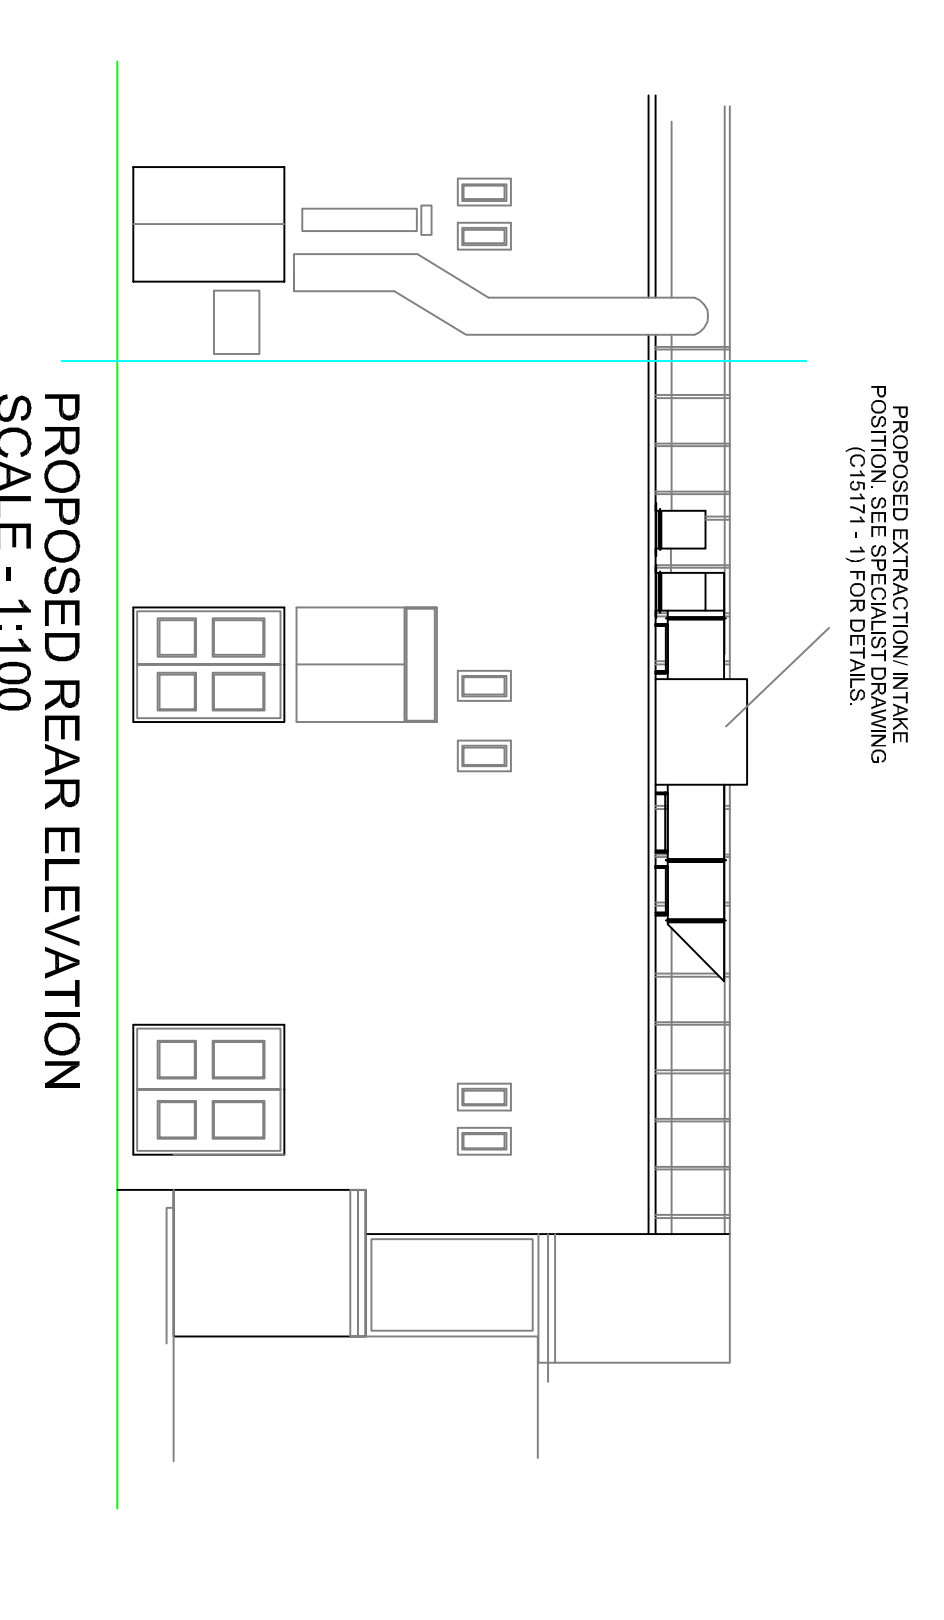 PROPOSED EXTRACTION/ INTAKE
POSITION. SEE SPECIALIST DRAWING
(C15171 - 1) FOR DETAILS.
PROPOSED REAR ELEVATION
SCALE - 1:100